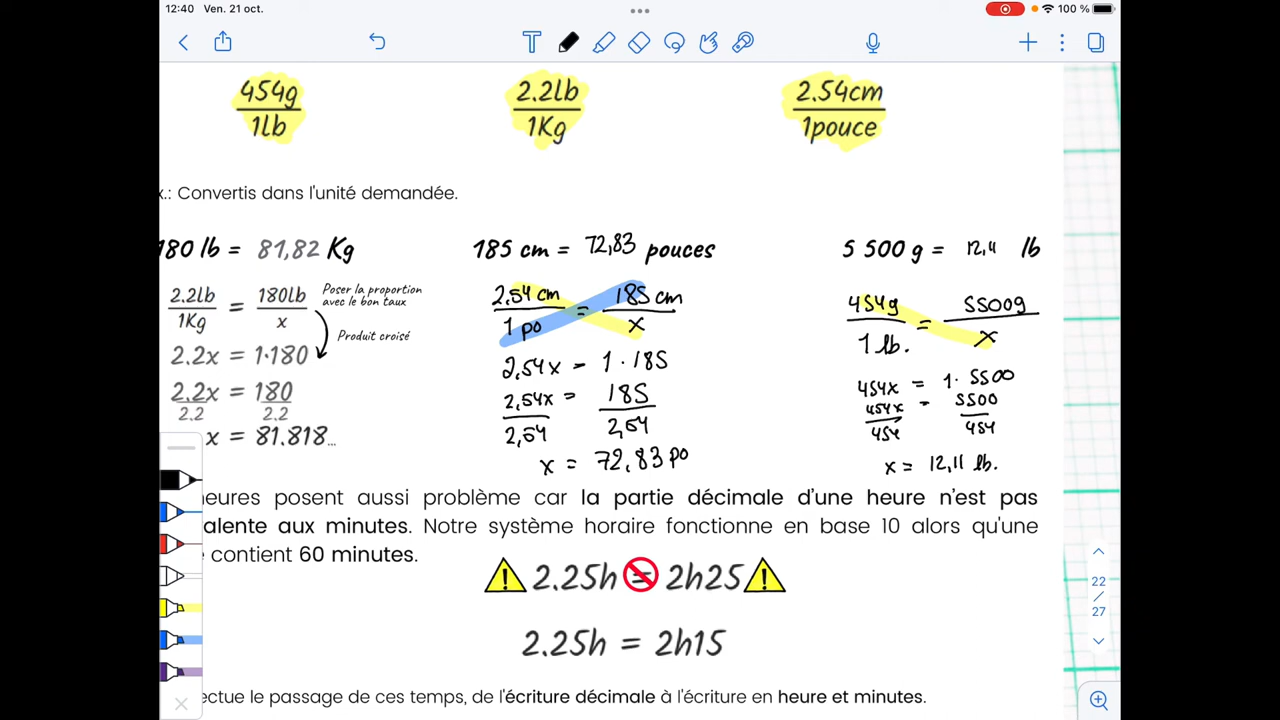 12:40 Ven. 21 oct.
100 %
454g
1lb
2.2lb
1Kg
2.54cm
1pouce
x.: Convertis dans l'unité demandée.
180 lb = 81,82 Kg
2.2lb = 180lb
1Kg x
Poser la proportion
avec le bon taux
Produit croisé
2.2x = 1·180
2.2x = 180
2.2 2.2
x = 81.818...
185 cm = 72,83 pouces
2,54 cm = 185 cm
1 po x
2,54x = 1 · 185
2,54x = 185
2,54 2,54
x = 72,83 po
5 500 g = 12,11 lb
454g = 5500g
1 lb. x
454x = 1 · 5500
454x = 5500
454 454
x = 12,11 lb.
heures posent aussi problème car la partie décimale d'une heure n'est pas
valente aux minutes. Notre système horaire fonctionne en base 10 alors qu'une
contient 60 minutes.
2.25h = 2h25
2.25h = 2h15
ectue le passage de ces temps, de l'écriture décimale à l'écriture en heure et minutes.
22
/
27